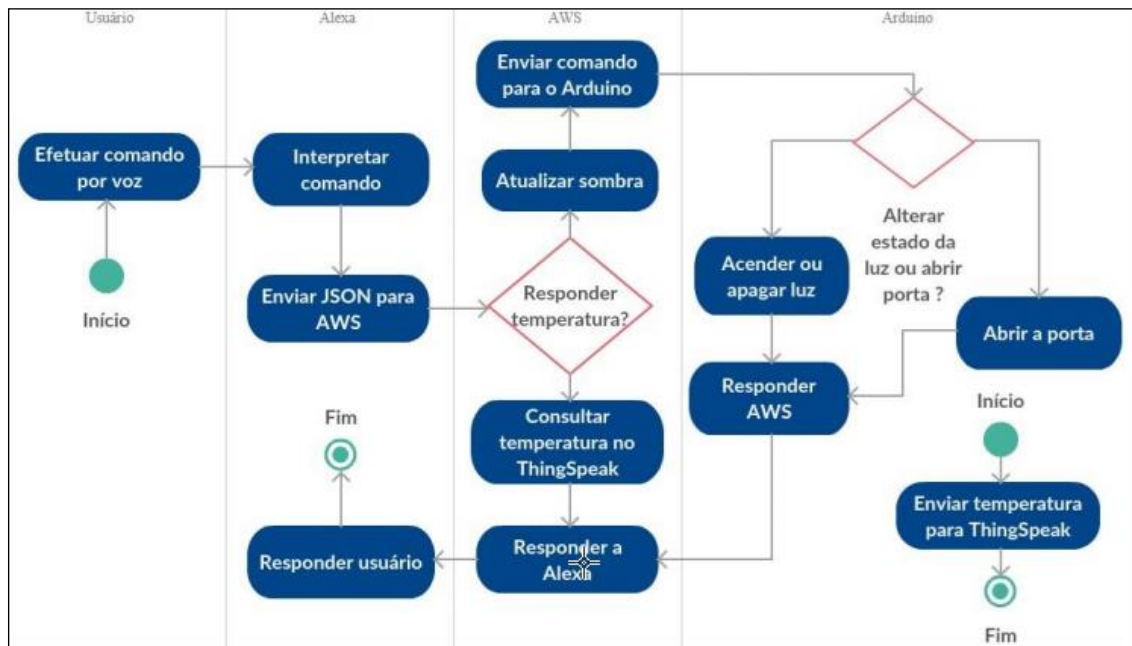 Usuário
Alexa
AWS
Arduino
Efetuar comando
por voz
Início
Interpretar
comando
Enviar JSON para
AWS
Responder
temperatura?
Atualizar sombra
Enviar comando
para o Arduino
Alterar
estado da
luz ou abrir
porta ?
Acender ou
apagar luz
Abrir a porta
Responder
AWS
Consultar
temperatura no
ThingSpeak
Responder a
Alexa
Responder usuário
Fim
Início
Enviar temperatura
para ThingSpeak
Fim